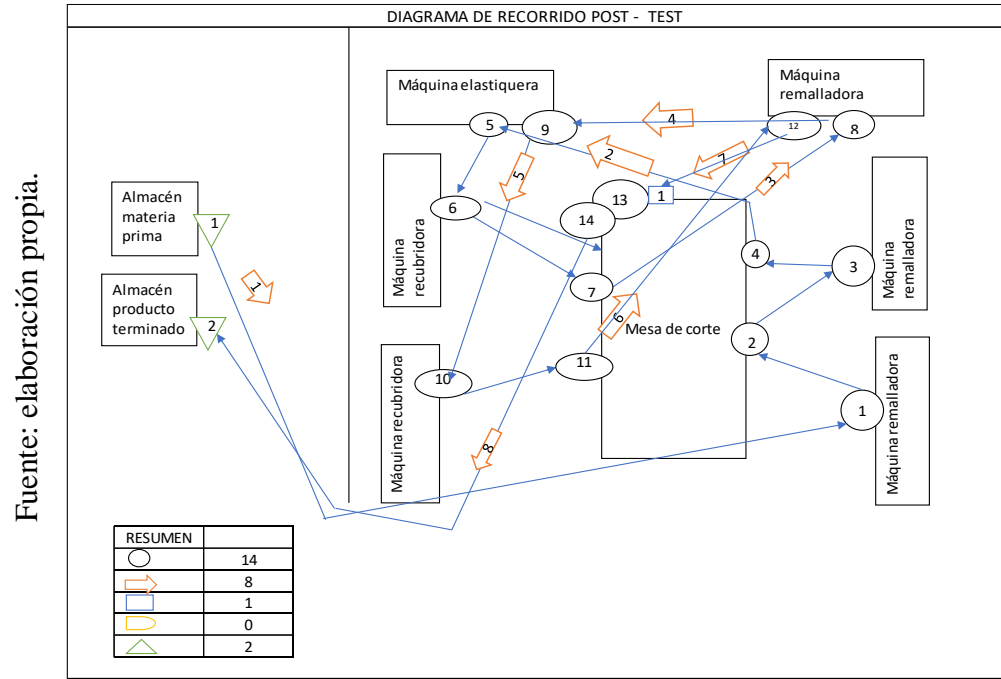 DIAGRAMA DE RECORRIDO POST - TEST
Fuente: elaboración propia.
Máquina elastiquera
Máquina
remalladora
5
9
4
12
8
2
7
3
5
Almacén
materia
prima
1
1
6
Máquina
recubridora
13
14
1
4
3
Máquina
remalladora
7
6
Mesa de corte
Almacén
producto
terminado
2
2
11
10
Máquina recubridora
8
1
Máquina remalladora
RESUMEN
14
8
1
0
2